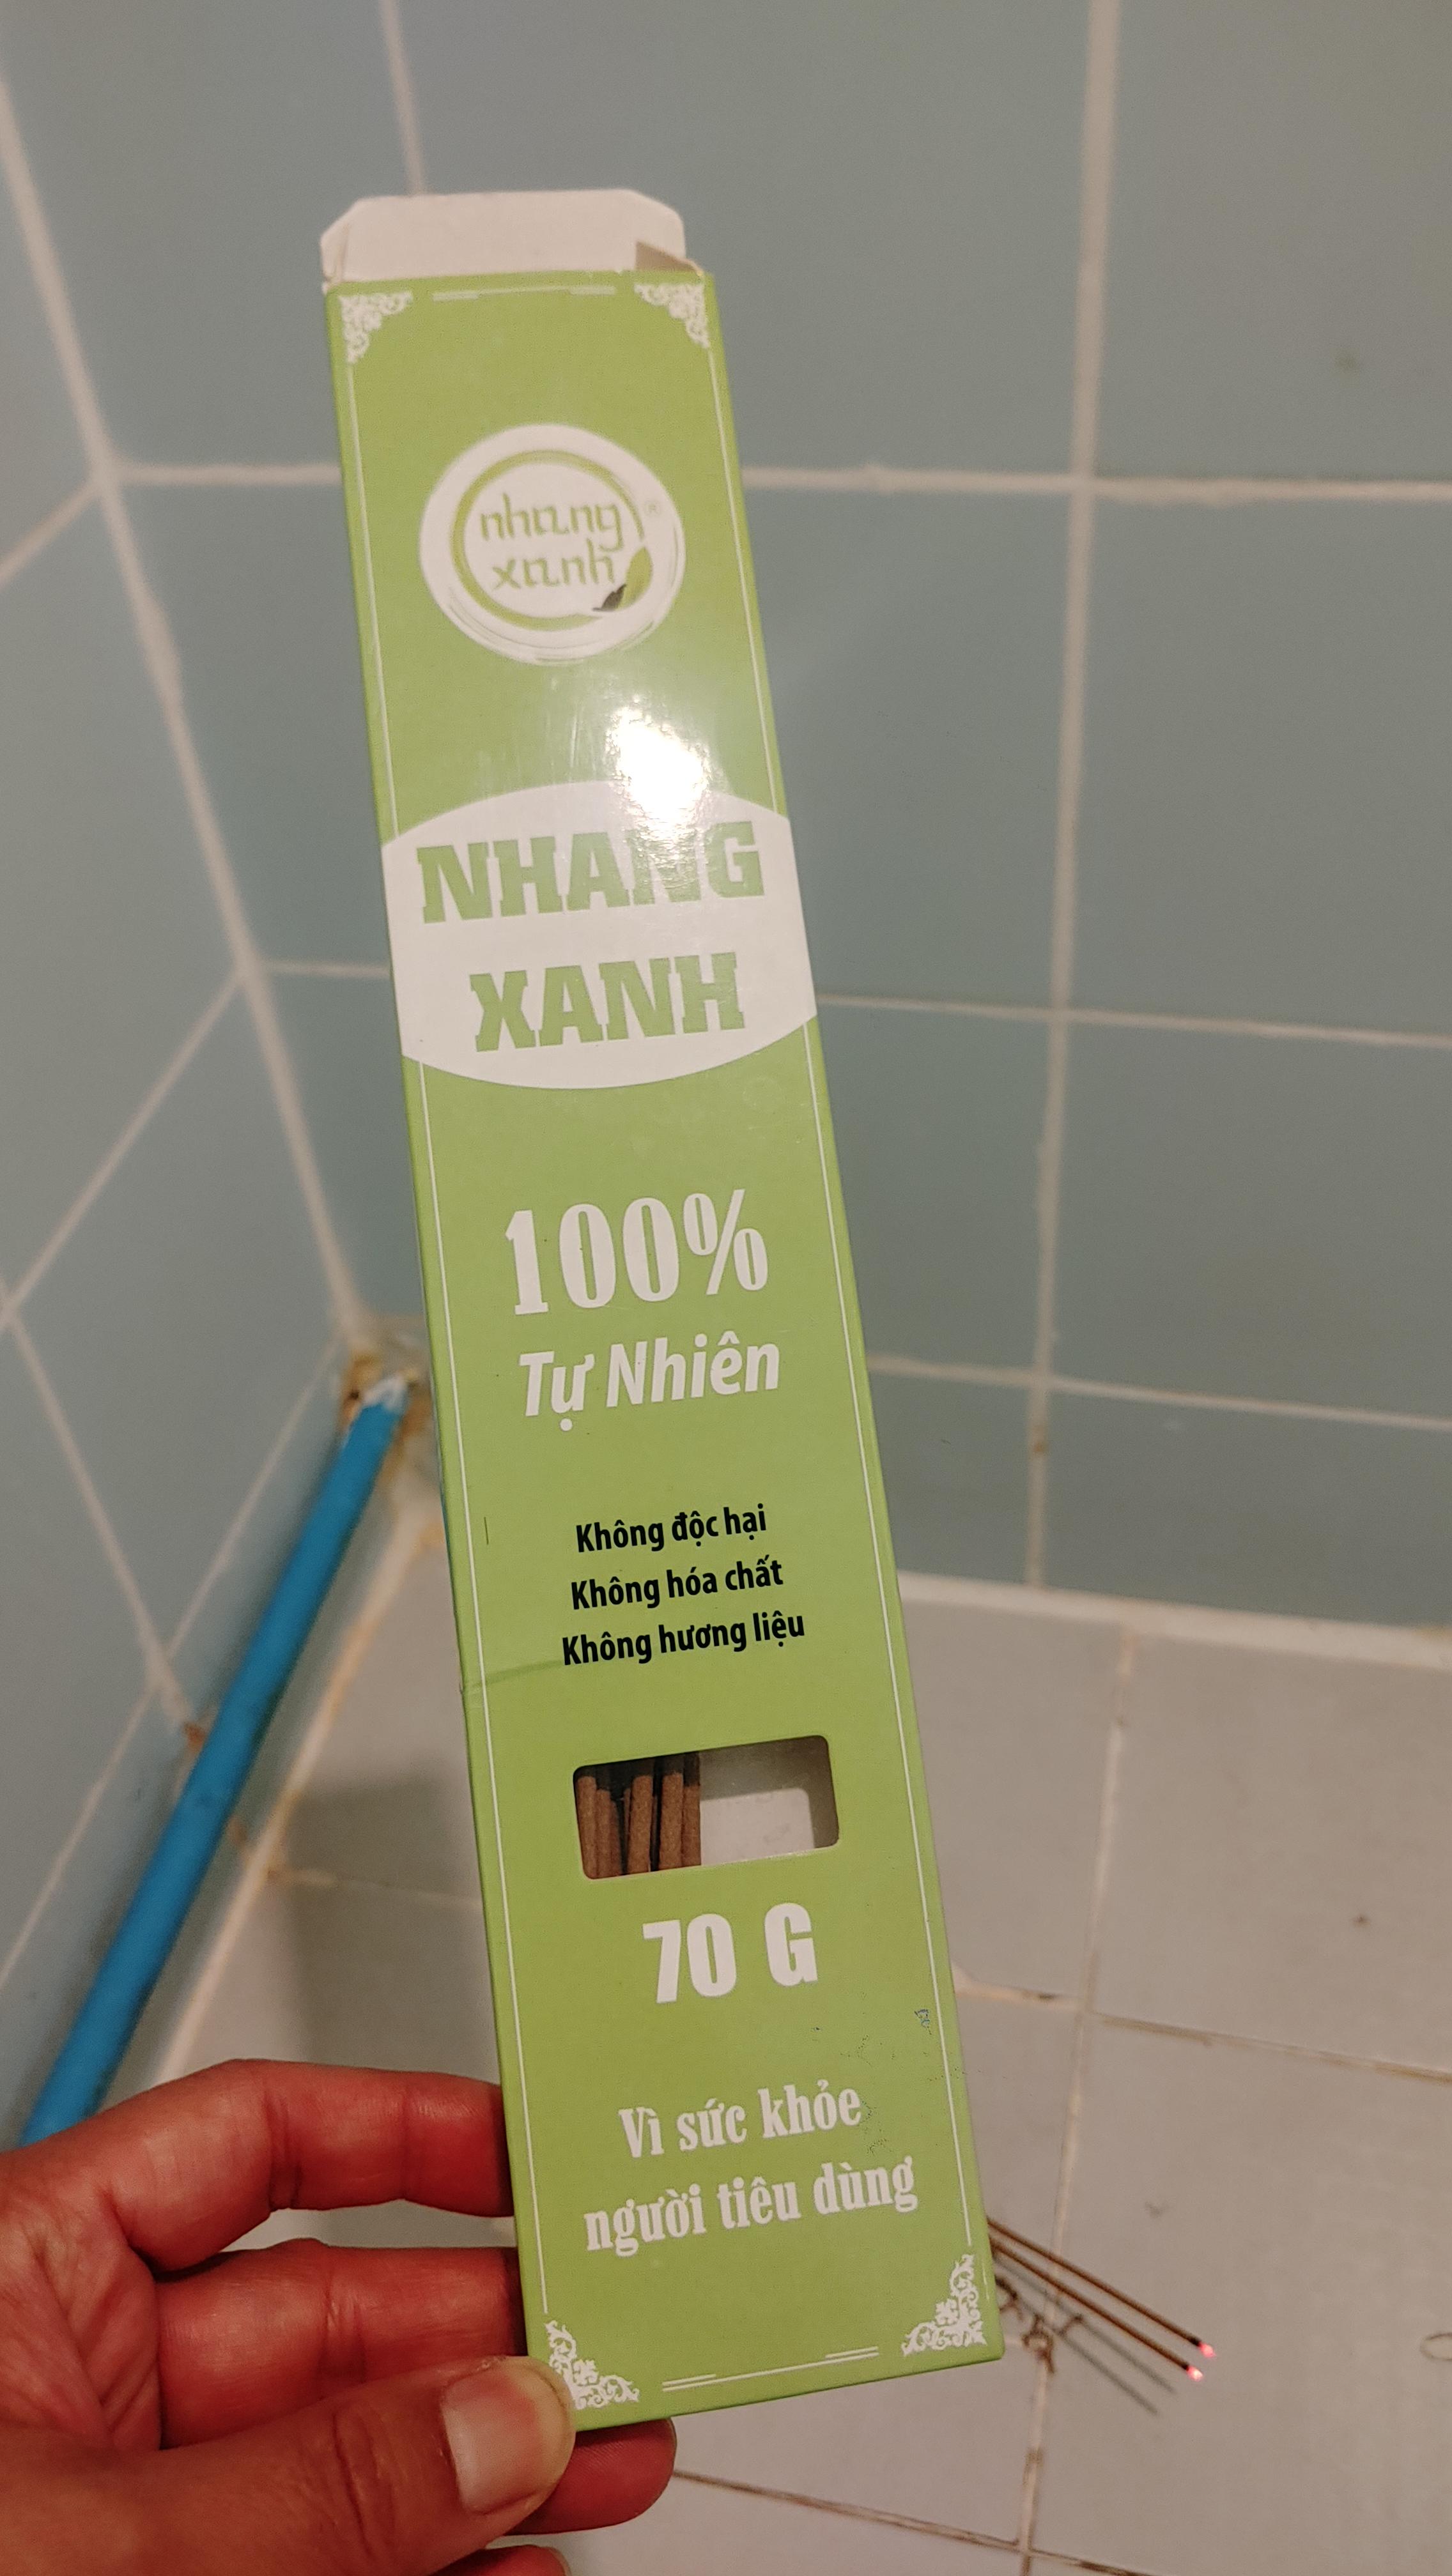 nhang
xanh
®
NHANG
XANH
100%
Tự Nhiên
Không độc hại
Không hóa chất
Không hương liệu
70 G
Vì sức khỏe
người tiêu dùng